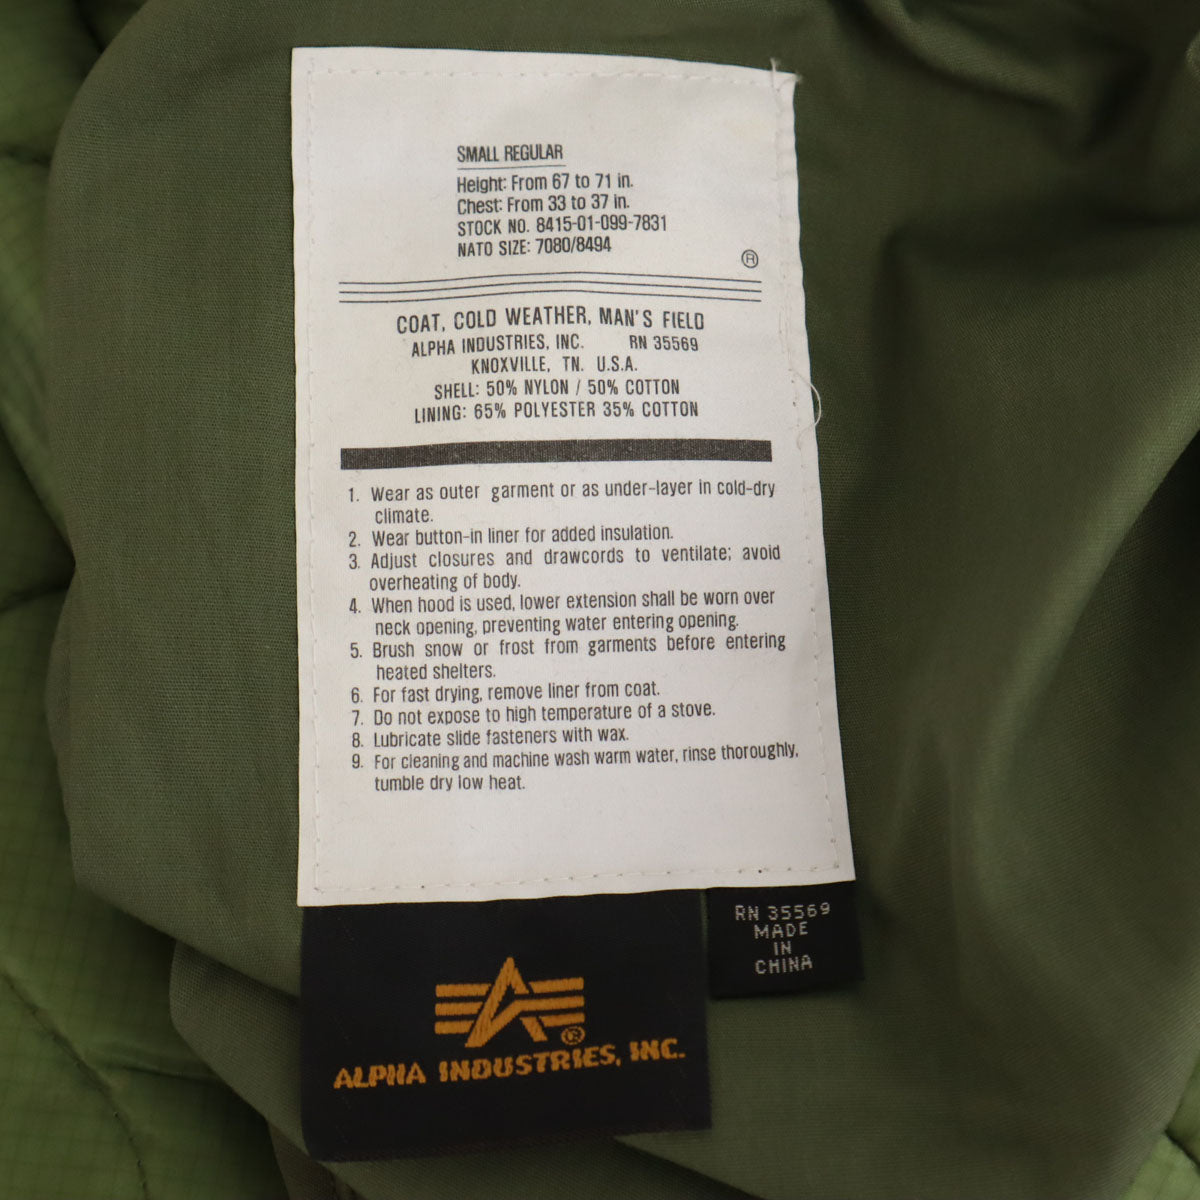 SMALL REGULAR
Height: From 67 to 71 in.
Chest: From 33 to 37 in.
STOCK NO. 8415-01-099-7831
NATO SIZE: 7080/8494
®
COAT, COLD WEATHER, MAN'S FIELD
ALPHA INDUSTRIES, INC. RN 35569
KNOXVILLE, TN. U.S.A.
SHELL: 50% NYLON / 50% COTTON
LINING: 65% POLYESTER 35% COTTON
1. Wear as outer garment or as under-layer in cold-dry
climate.
2. Wear button-in liner for added insulation.
3. Adjust closures and drawcords to ventilate; avoid
overheating of body.
4. When hood is used, lower extension shall be worn over
neck opening, preventing water entering opening.
5. Brush snow or frost from garments before entering
heated shelters.
6. For fast drying, remove liner from coat.
7. Do not expose to high temperature of a stove.
8. Lubricate slide fasteners with wax.
9. For cleaning and machine wash warm water, rinse thoroughly,
tumble dry low heat.
RN 35569
MADE
IN
CHINA
®
ALPHA INDUSTRIES, INC.